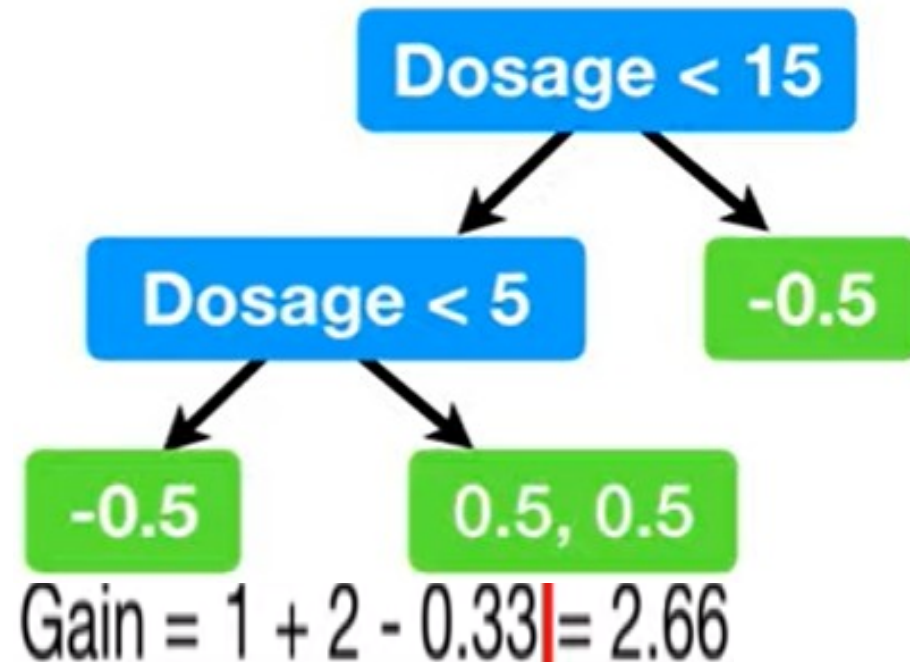 Dosage < 15
Dosage < 5
-0.5
-0.5
0.5, 0.5
Gain = 1 + 2 - 0.33 = 2.66